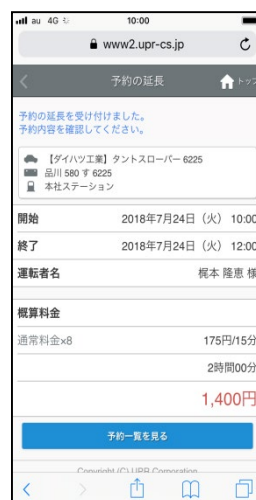 au 4G 10:00
www2.upr-cs.jp
予約の延長 トップ
予約の延長を受け付けました。
予約内容を確認してください。
【ダイハツ工業】タントスローパー 6225
品川 580 す 6225
本社ステーション
開始 2018年7月24日（火） 10:00
終了 2018年7月24日（火） 12:00
運転者名 梶本 隆恵 様
概算料金
通常料金×8 175円/15分
2時間00分
1,400円
予約一覧を見る
Copyright (C) UPR Corporation